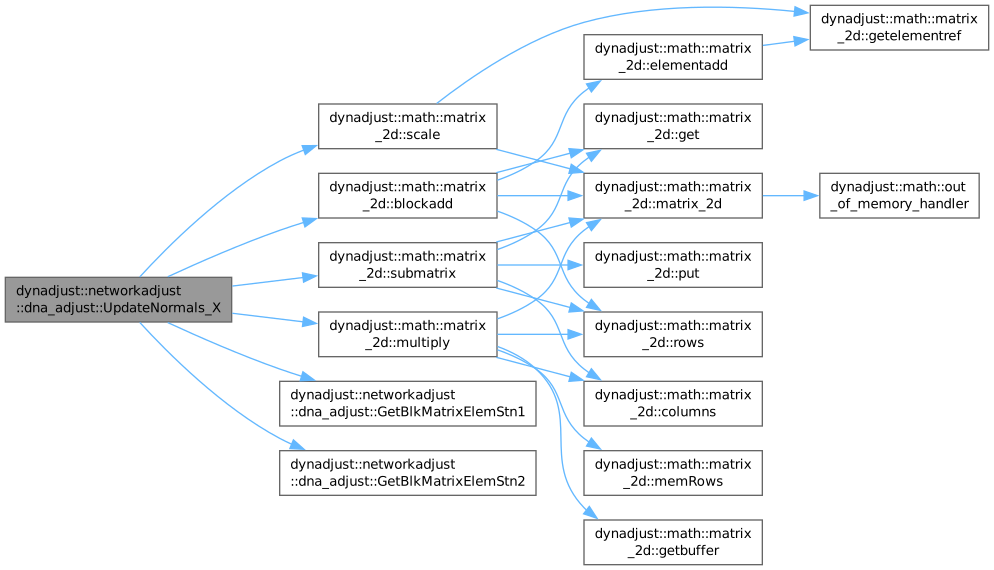 dynadjust::networkadjust
::dna_adjust::UpdateNormals_X
dynadjust::math::matrix
_2d::scale
dynadjust::math::matrix
_2d::blockadd
dynadjust::math::matrix
_2d::submatrix
dynadjust::math::matrix
_2d::multiply
dynadjust::networkadjust
::dna_adjust::GetBlkMatrixElemStn1
dynadjust::networkadjust
::dna_adjust::GetBlkMatrixElemStn2
dynadjust::math::matrix
_2d::elementadd
dynadjust::math::matrix
_2d::get
dynadjust::math::matrix
_2d::matrix_2d
dynadjust::math::matrix
_2d::put
dynadjust::math::matrix
_2d::rows
dynadjust::math::matrix
_2d::columns
dynadjust::math::matrix
_2d::memRows
dynadjust::math::matrix
_2d::getbuffer
dynadjust::math::matrix
_2d::getelementref
dynadjust::math::out
_of_memory_handler